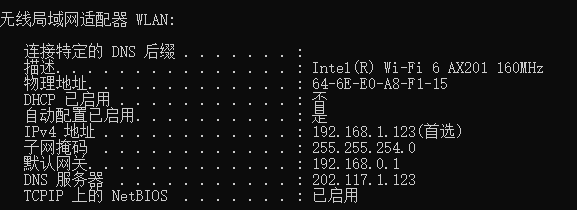 无线局域网适配器 WLAN:
连接特定的 DNS 后缀 . . . . . . . :
描述. . . . . . . . . . . . . . . : Intel(R) Wi-Fi 6 AX201 160MHz
物理地址. . . . . . . . . . . . . : 64-6E-E0-A8-F1-15
DHCP 已启用 . . . . . . . . . . . : 否
自动配置已启用. . . . . . . . . . : 是
IPv4 地址 . . . . . . . . . . . . : 192.168.1.123(首选)
子网掩码  . . . . . . . . . . . . : 255.255.254.0
默认网关. . . . . . . . . . . . . : 192.168.0.1
DNS 服务器  . . . . . . . . . . . : 202.117.1.123
TCPIP 上的 NetBIOS  . . . . . . . : 已启用